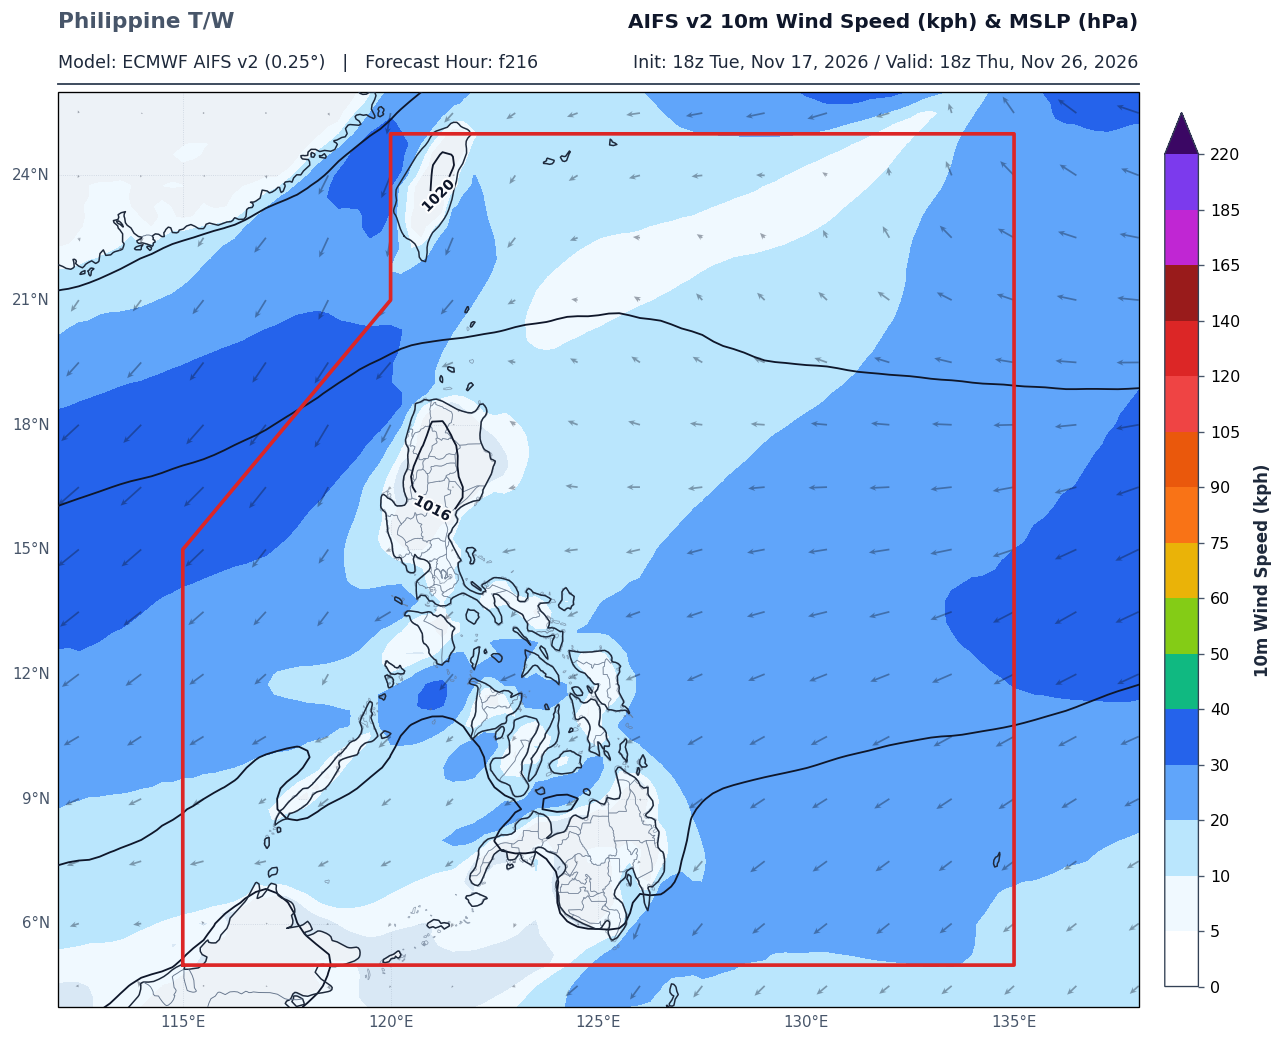 Philippine T/W
AIFS v2 10m Wind Speed (kph) & MSLP (hPa)
Model: ECMWF AIFS v2 (0.25°) | Forecast Hour: f216
Init: 18z Tue, Nov 17, 2026 / Valid: 18z Thu, Nov 26, 2026
24°N
21°N
18°N
15°N
12°N
9°N
6°N
1020
1016
115°E
120°E
125°E
130°E
135°E
220
185
165
140
120
105
90
75
60
50
40
30
20
10
5
0
10m Wind Speed (kph)